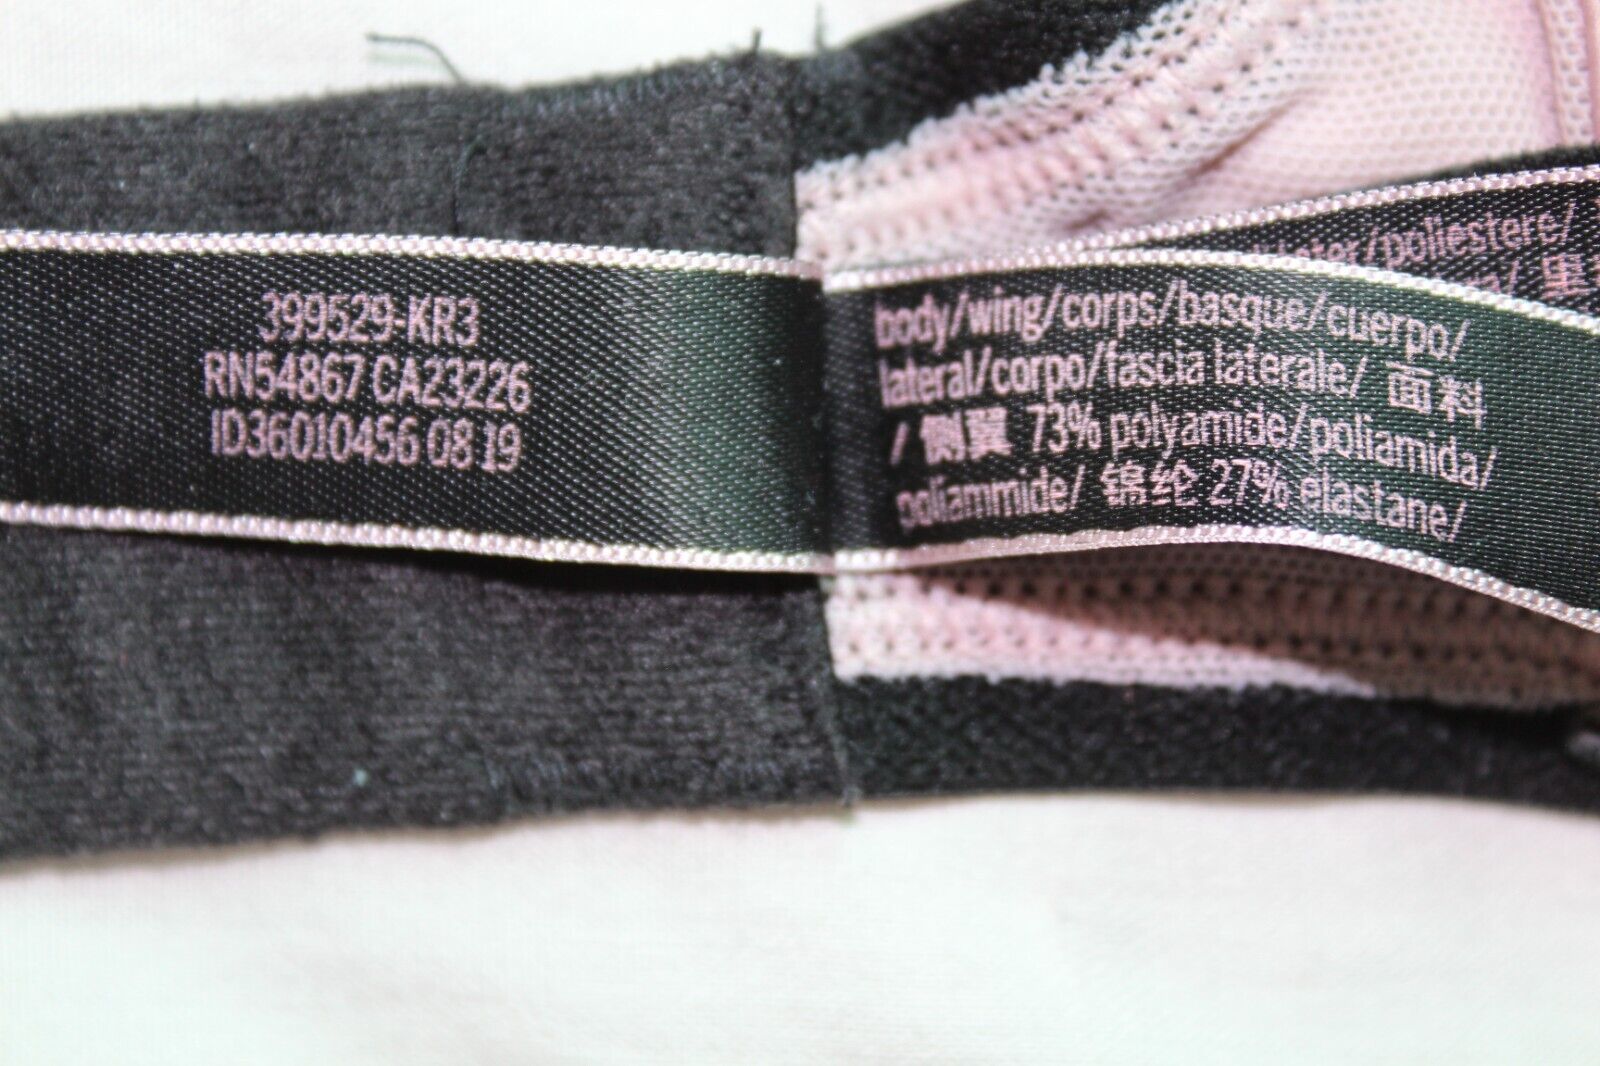 399529-KR3
RN54867 CA23226
ID36010456 08 19
body/wing/corps/basque/cuerpo/
lateral/corpo/fascia laterale/ 面料
/ 侧翼 73% polyamide/poliamida/
poliammide/ 锦纶 27% elastane/
/poliestere/